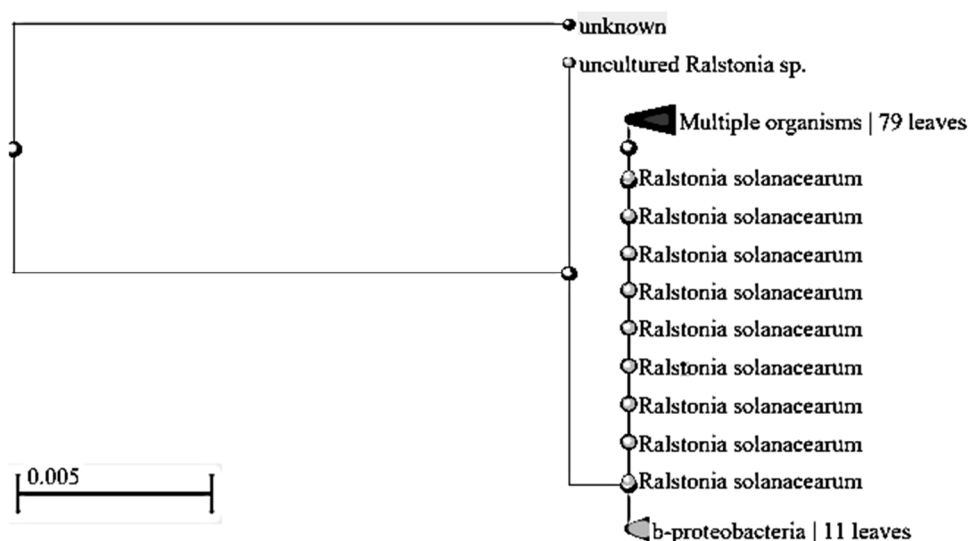 unknown
uncultured Ralstonia sp.
Multiple organisms | 79 leaves
Ralstonia solanacearum
Ralstonia solanacearum
Ralstonia solanacearum
Ralstonia solanacearum
Ralstonia solanacearum
Ralstonia solanacearum
Ralstonia solanacearum
Ralstonia solanacearum
Ralstonia solanacearum
0.005
b-proteobacteria | 11 leaves